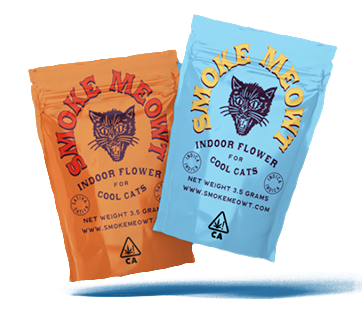 SMOKE MEOWT
INDOOR FLOWER
FOR
COOL CATS
NET WEIGHT 3.5 GRAMS
WWW.SMOKEMEOWT.COM
CA
SMOKE MEOWT
INDOOR FLOWER
FOR
COOL CATS
NET WEIGHT 3.5 GRAMS
WWW.SMOKEMEOWT.COM
CA